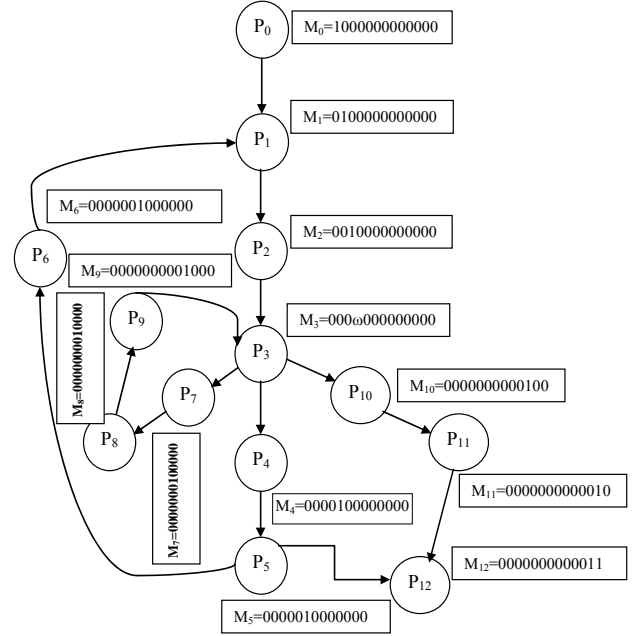 P₀ M₀=1000000000000
P₁ M₁=0100000000000
M₆=0000001000000
P₂ M₂=0010000000000
P₆ M₉=0000000001000
P₉ M₃=000ω000000000
P₃
M₈=0000000010000
P₇ P₁₀ M₁₀=0000000000100
P₈ P₁₁
P₄
M₇=0000000100000
M₁₁=0000000000010
M₄=0000100000000
P₅ P₁₂ M₁₂=0000000000011
M₅=0000010000000